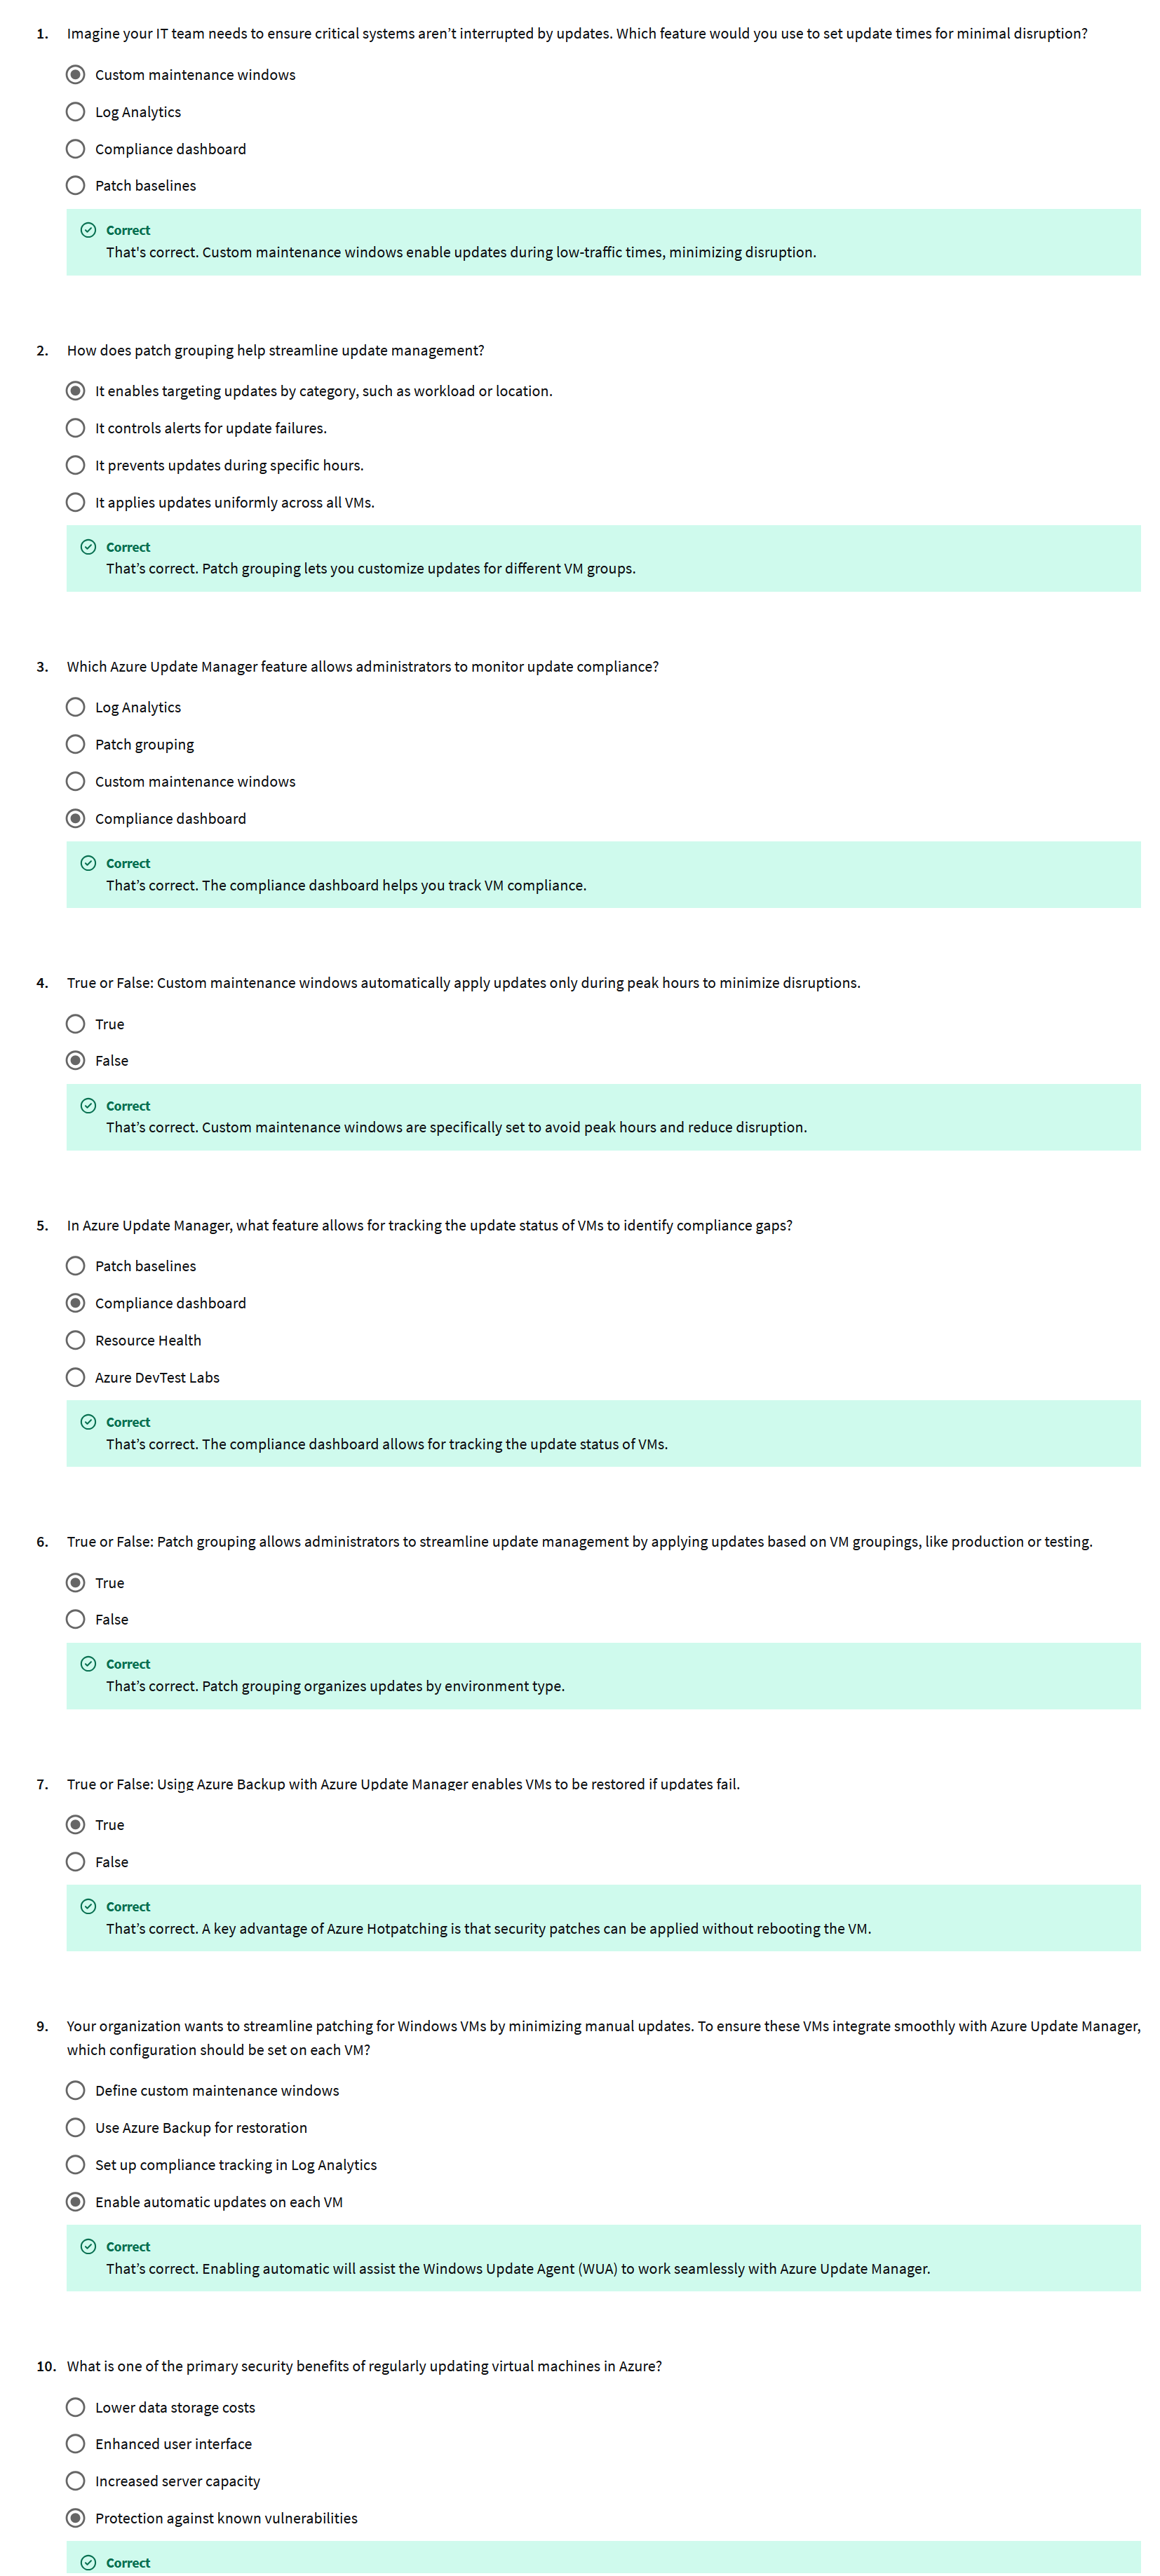 1. Imagine your IT team needs to ensure critical systems aren’t interrupted by updates. Which feature would you use to set update times for minimal disruption?
Custom maintenance windows
Log Analytics
Compliance dashboard
Patch baselines
Correct
That's correct. Custom maintenance windows enable updates during low-traffic times, minimizing disruption.
2. How does patch grouping help streamline update management?
It enables targeting updates by category, such as workload or location.
It controls alerts for update failures.
It prevents updates during specific hours.
It applies updates uniformly across all VMs.
Correct
That’s correct. Patch grouping lets you customize updates for different VM groups.
3. Which Azure Update Manager feature allows administrators to monitor update compliance?
Log Analytics
Patch grouping
Custom maintenance windows
Compliance dashboard
Correct
That’s correct. The compliance dashboard helps you track VM compliance.
4. True or False: Custom maintenance windows automatically apply updates only during peak hours to minimize disruptions.
True
False
Correct
That’s correct. Custom maintenance windows are specifically set to avoid peak hours and reduce disruption.
5. In Azure Update Manager, what feature allows for tracking the update status of VMs to identify compliance gaps?
Patch baselines
Compliance dashboard
Resource Health
Azure DevTest Labs
Correct
That’s correct. The compliance dashboard allows for tracking the update status of VMs.
6. True or False: Patch grouping allows administrators to streamline update management by applying updates based on VM groupings, like production or testing.
True
False
Correct
That’s correct. Patch grouping organizes updates by environment type.
7. True or False: Using Azure Backup with Azure Update Manager enables VMs to be restored if updates fail.
True
False
Correct
That’s correct. A key advantage of Azure Hotpatching is that security patches can be applied without rebooting the VM.
9. Your organization wants to streamline patching for Windows VMs by minimizing manual updates. To ensure these VMs integrate smoothly with Azure Update Manager,
which configuration should be set on each VM?
Define custom maintenance windows
Use Azure Backup for restoration
Set up compliance tracking in Log Analytics
Enable automatic updates on each VM
Correct
That’s correct. Enabling automatic will assist the Windows Update Agent (WUA) to work seamlessly with Azure Update Manager.
10. What is one of the primary security benefits of regularly updating virtual machines in Azure?
Lower data storage costs
Enhanced user interface
Increased server capacity
Protection against known vulnerabilities
Correct